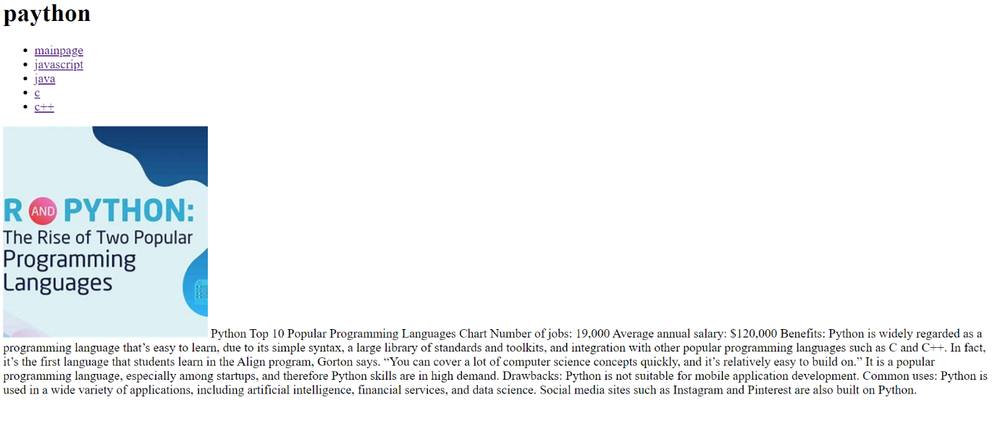 paython
mainpage
javascript
java
c
c++
R AND PYTHON:
The Rise of Two Popular
Programming
Languages
Python Top 10 Popular Programming Languages Chart Number of jobs: 19,000 Average annual salary: $120,000 Benefits: Python is widely regarded as a
programming language that’s easy to learn, due to its simple syntax, a large library of standards and toolkits, and integration with other popular programming languages such as C and C++. In fact,
it’s the first language that students learn in the Align program, Gorton says. “You can cover a lot of computer science concepts quickly, and it’s relatively easy to build on.” It is a popular
programming language, especially among startups, and therefore Python skills are in high demand. Drawbacks: Python is not suitable for mobile application development. Common uses: Python is
used in a wide variety of applications, including artificial intelligence, financial services, and data science. Social media sites such as Instagram and Pinterest are also built on Python.